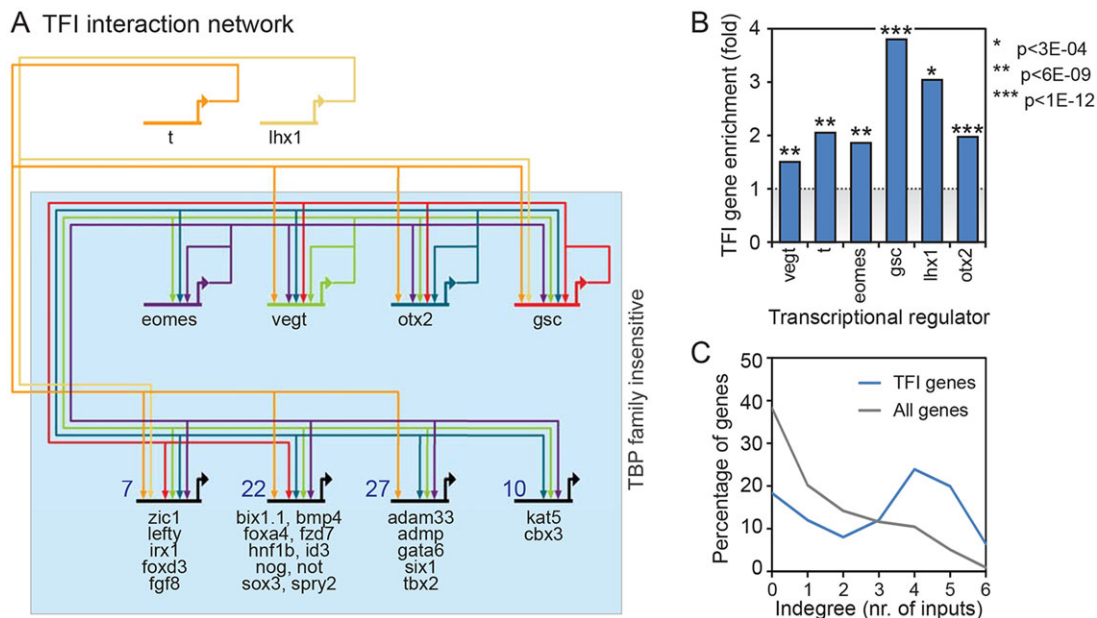 A TFI interaction network
t
lhx1
eomes
vegt
otx2
gsc
TBP family insensitive
7
22
27
10
zic1
lefty
irx1
foxd3
fgf8
bix1.1, bmp4
foxa4, fzd7
hnf1b, id3
nog, not
sox3, spry2
adam33
admp
gata6
six1
tbx2
kat5
cbx3
B
TFI gene enrichment (fold)
4
3
2
1
0
**
**
**
***
*
***
vegt
t
eomes
gsc
lhx1
otx2
Transcriptional regulator
* p<3E-04
** p<6E-09
*** p<1E-12
C
Percentage of genes
50
40
30
20
10
0
TFI genes
All genes
0 1 2 3 4 5 6
Indegree (nr. of inputs)